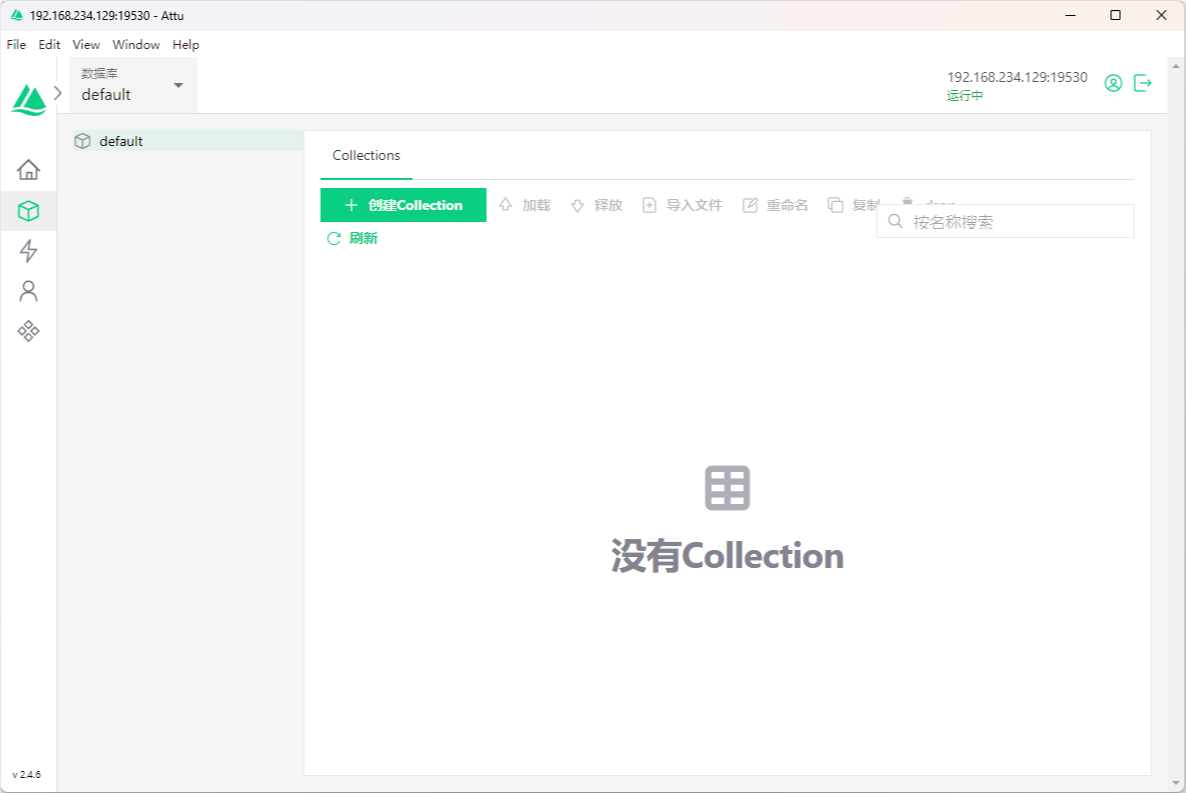 192.168.234.129:19530 - Attu
File Edit View Window Help
数据库
default
192.168.234.129:19530
运行中
default
Collections
创建Collection 加载 释放 导入文件 重命名 复制 drop
刷新
按名称搜索
没有Collection
v 2.4.6